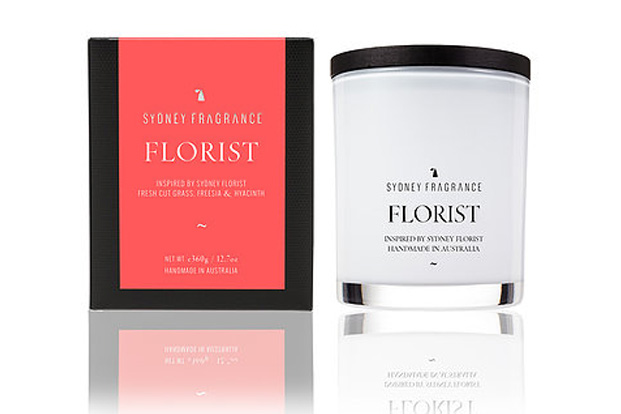 SYDNEY FRAGRANCE
FLORIST
INSPIRED BY SYDNEY FLORIST
FRESH CUT GRASS, FREESIA & HYACINTH
~
NET WT. e360g / 12.7oz
HANDMADE IN AUSTRALIA
SYDNEY FRAGRANCE
FLORIST
INSPIRED BY SYDNEY FLORIST
HANDMADE IN AUSTRALIA
~